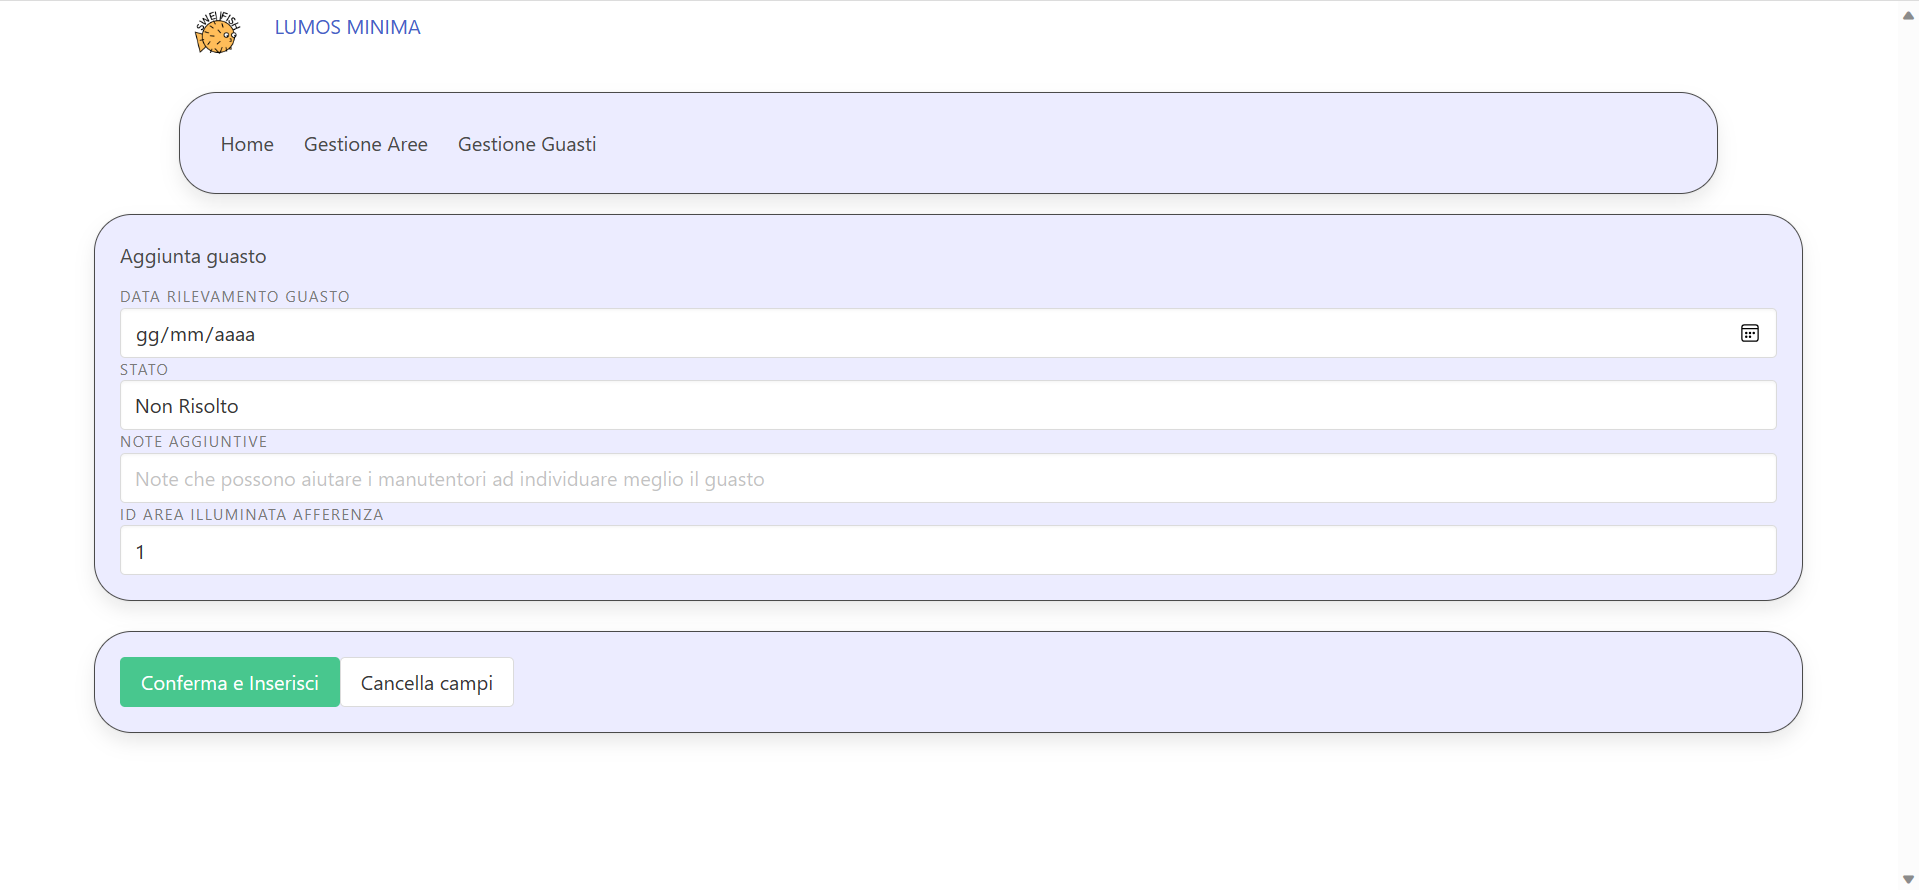 SWELLFISH
LUMOS MINIMA
Home Gestione Aree Gestione Guasti
Aggiunta guasto
DATA RILEVAMENTO GUASTO
gg/mm/aaaa
STATO
Non Risolto
NOTE AGGIUNTIVE
Note che possono aiutare i manutentori ad individuare meglio il guasto
ID AREA ILLUMINATA AFFERENZA
1
Conferma e Inserisci Cancella campi